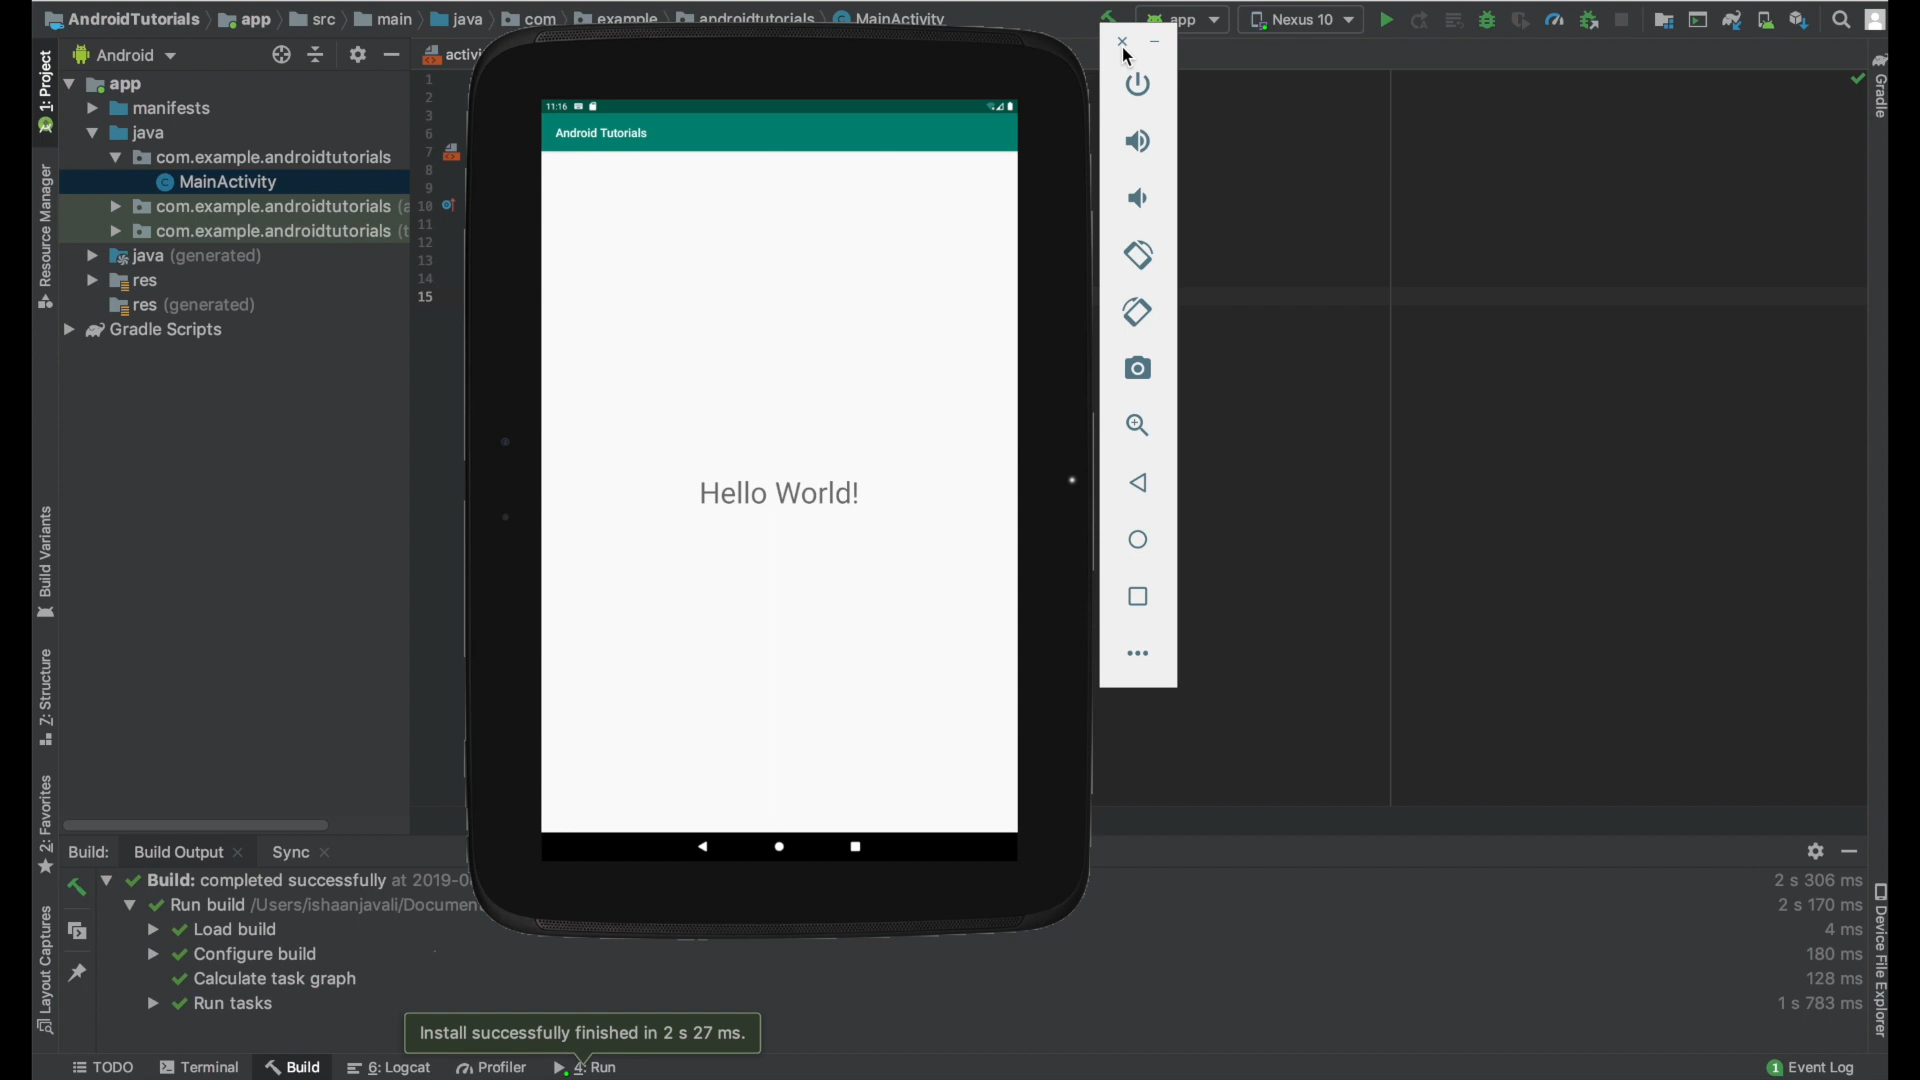 AndroidTutorials app src main java com example androidtutorials MainActivity
app Nexus 10
Android
activi
1: Project
Resource Manager
Build Variants
7: Structure
2: Favorites
Layout Captures
app
manifests
java
com.example.androidtutorials
MainActivity
com.example.androidtutorials (a
com.example.androidtutorials (t
java (generated)
res
res (generated)
Gradle Scripts
1
2
3
6
7
8
9
10
11
12
13
14
15
11:16
Android Tutorials
Hello World!
Gradle
Device File Explorer
Build: Build Output Sync
Build: completed successfully at 2019-0 2 s 306 ms
Run build /Users/ishaanjavali/Documen 2 s 170 ms
Load build 4 ms
Configure build 180 ms
Calculate task graph 128 ms
Run tasks 1 s 783 ms
Install successfully finished in 2 s 27 ms.
TODO Terminal Build 6: Logcat Profiler 4: Run 1 Event Log